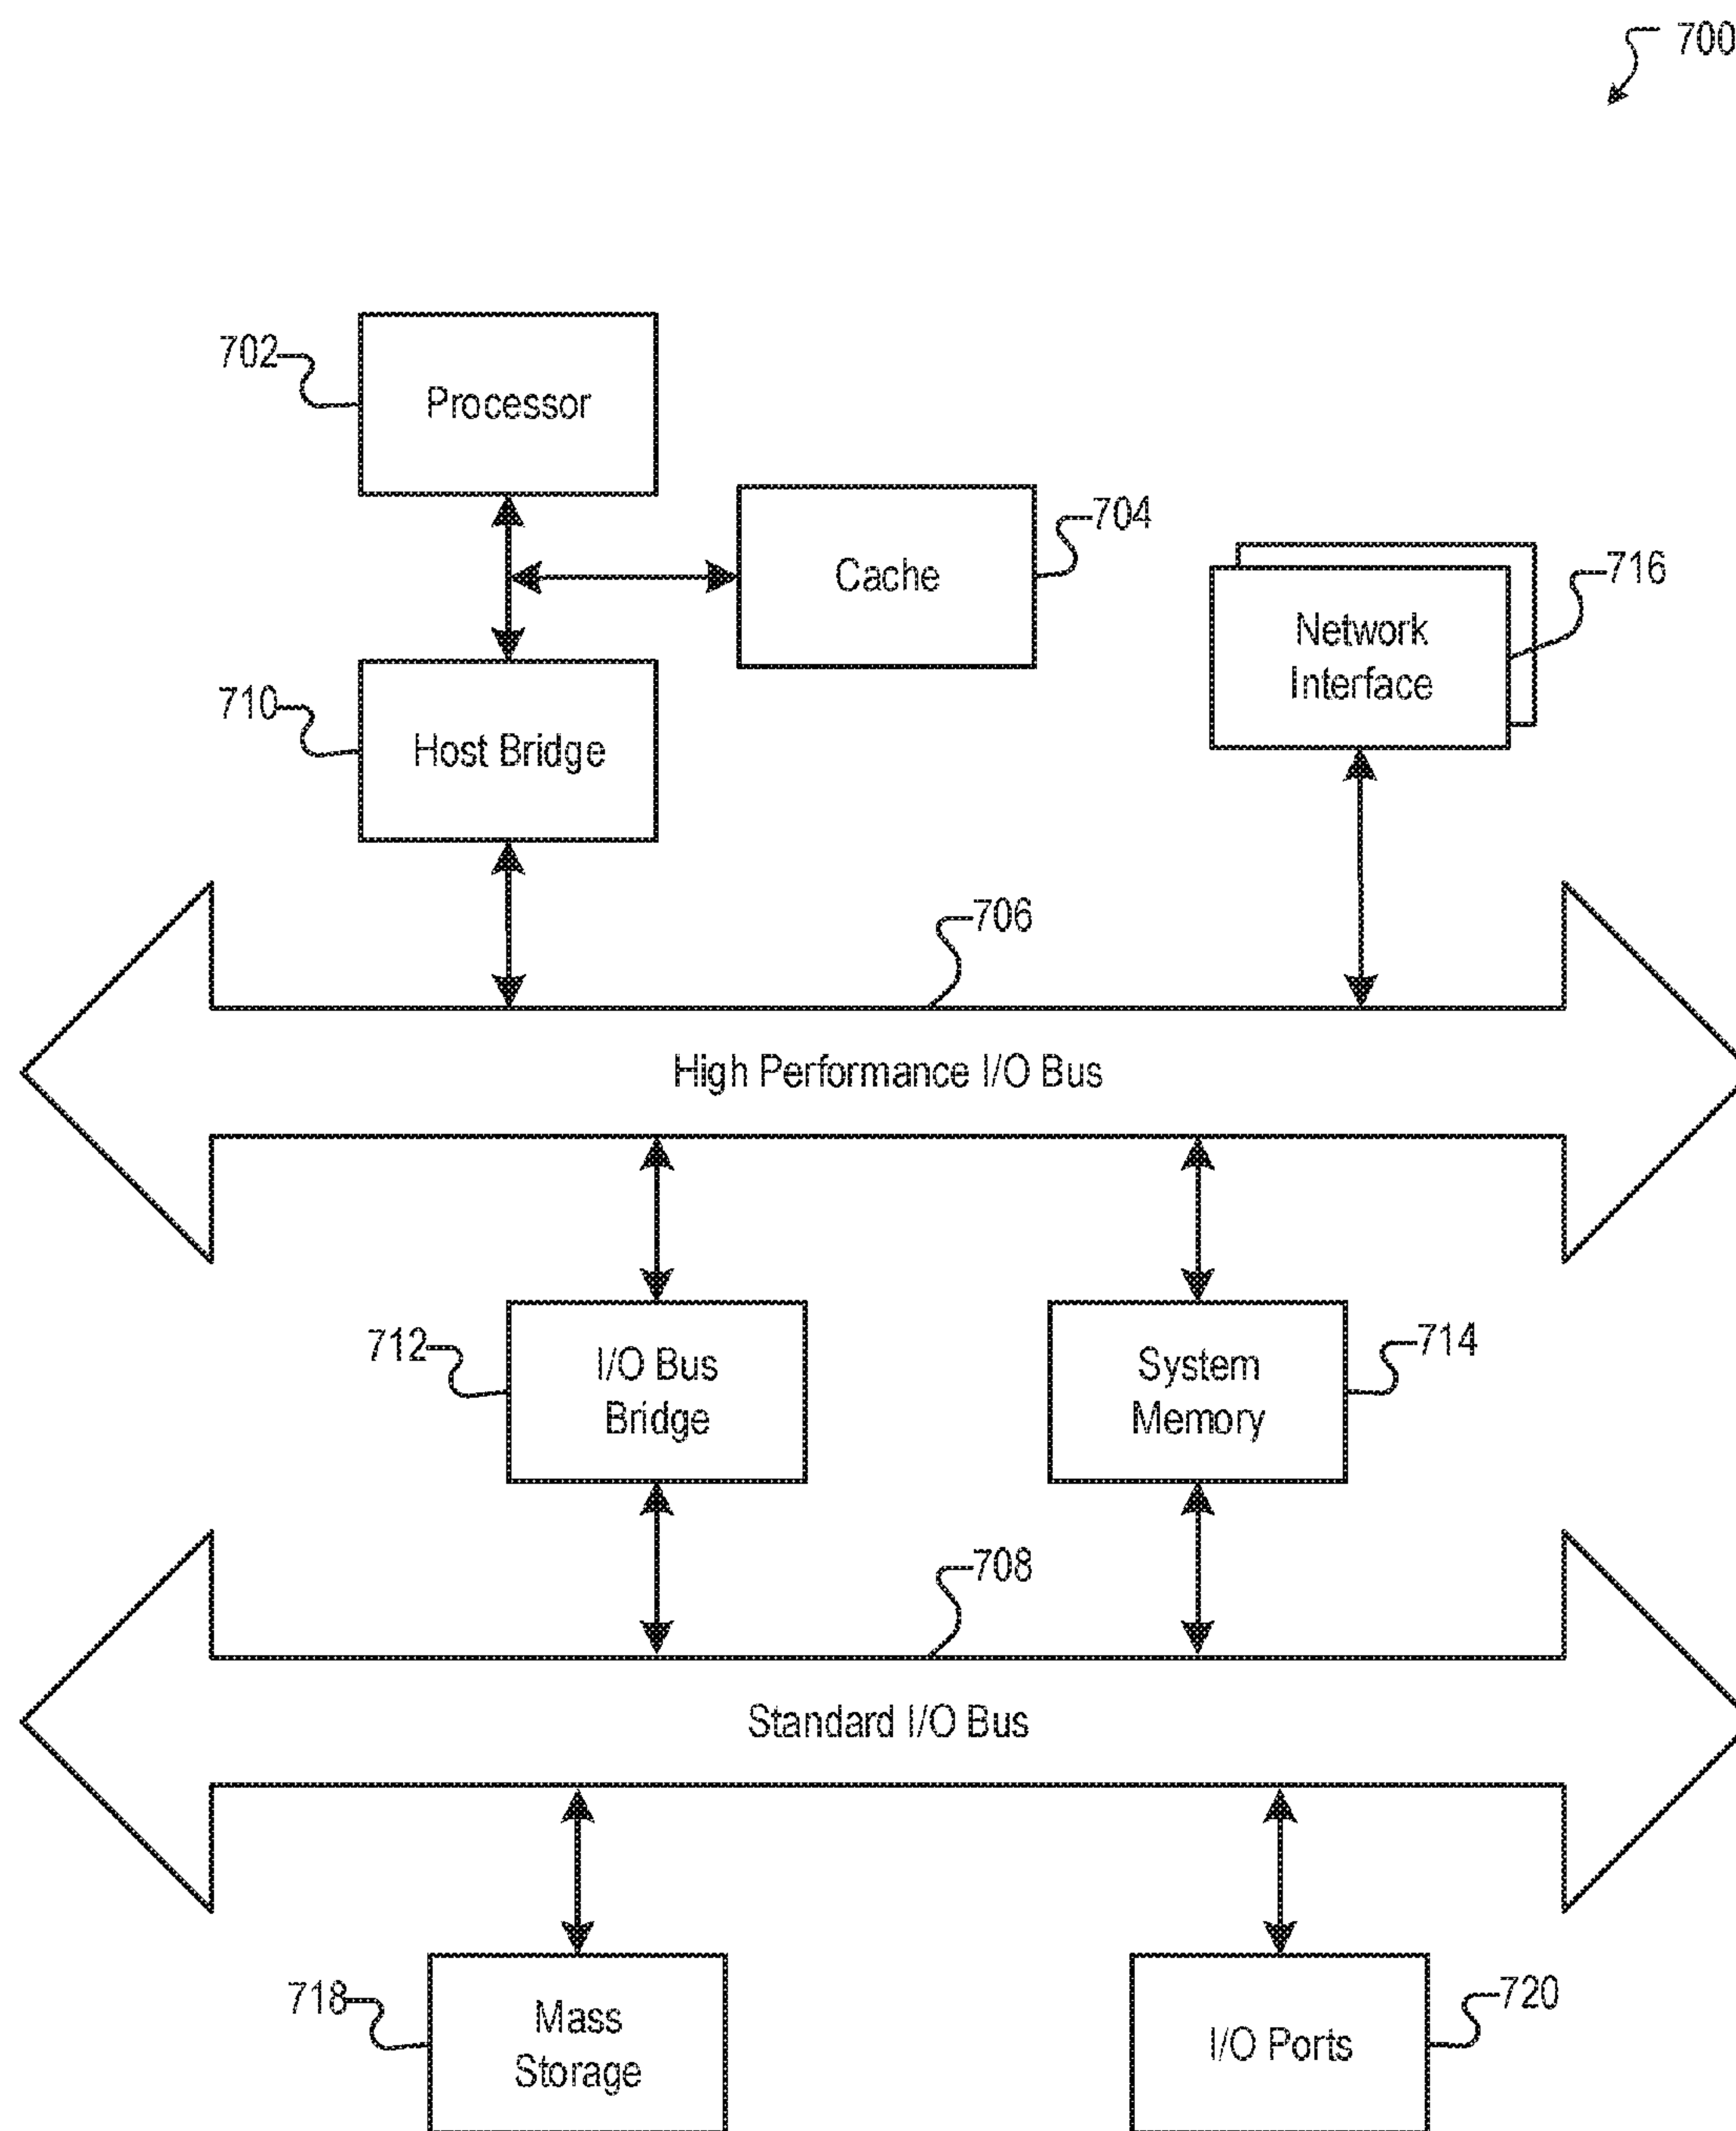 700
702
Processor
704
Cache
716
Network
Interface
710
Host Bridge
706
High Performance I/O Bus
712
I/O Bus
Bridge
714
System
Memory
708
Standard I/O Bus
718
Mass
Storage
720
I/O Ports